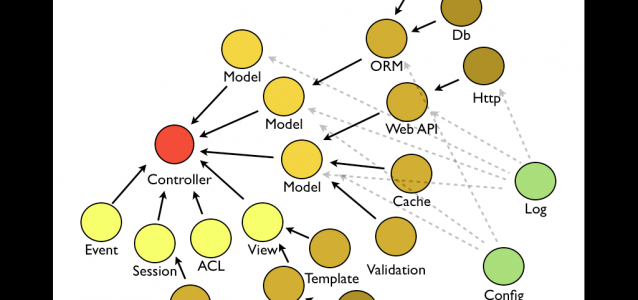 Db
ORM
Model
Http
Model
Web API
Controller
Model
Cache
Log
Event
Session
ACL
View
Template
Validation
Config